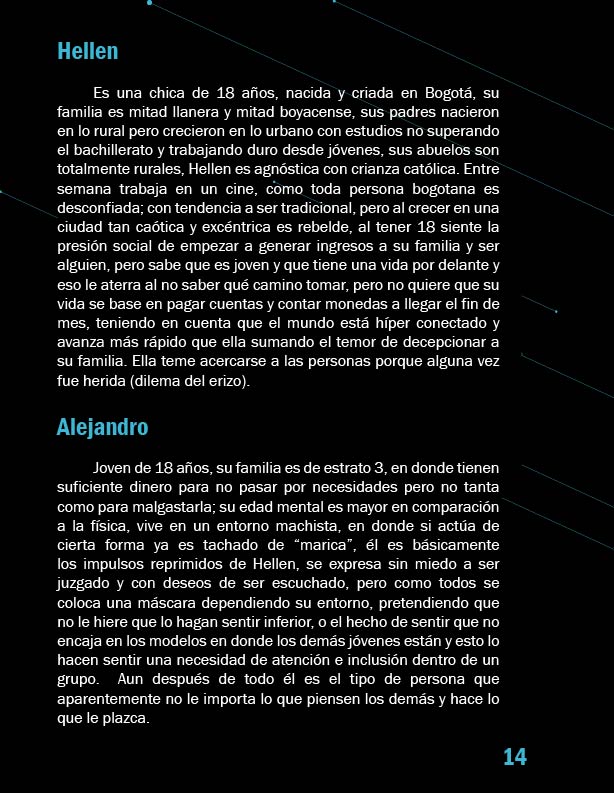 Hellen
Es una chica de 18 años, nacida y criada en Bogotá, su
familia es mitad llanera y mitad boyacense, sus padres nacieron
en lo rural pero crecieron en lo urbano con estudios no superando
el bachillerato y trabajando duro desde jóvenes, sus abuelos son
totalmente rurales, Hellen es agnóstica con crianza católica. Entre
semana trabaja en un cine, como toda persona bogotana es
desconfiada; con tendencia a ser tradicional, pero al crecer en una
ciudad tan caótica y excéntrica es rebelde, al tener 18 siente la
presión social de empezar a generar ingresos a su familia y ser
alguien, pero sabe que es joven y que tiene una vida por delante y
eso le aterra al no saber qué camino tomar, pero no quiere que su
vida se base en pagar cuentas y contar monedas a llegar el fin de
mes, teniendo en cuenta que el mundo está híper conectado y
avanza más rápido que ella sumando el temor de decepcionar a
su familia. Ella teme acercarse a las personas porque alguna vez
fue herida (dilema del erizo).
Alejandro
Joven de 18 años, su familia es de estrato 3, en donde tienen
suficiente dinero para no pasar por necesidades pero no tanta
como para malgastarla; su edad mental es mayor en comparación
a la física, vive en un entorno machista, en donde si actúa de
cierta forma ya es tachado de “marica”, él es básicamente
los impulsos reprimidos de Hellen, se expresa sin miedo a ser
juzgado y con deseos de ser escuchado, pero como todos se
coloca una máscara dependiendo su entorno, pretendiendo que
no le hiere que lo hagan sentir inferior, o el hecho de sentir que no
encaja en los modelos en donde los demás jóvenes están y esto lo
hacen sentir una necesidad de atención e inclusión dentro de un
grupo.  Aun después de todo él es el tipo de persona que
aparentemente no le importa lo que piensen los demás y hace lo
que le plazca.
14